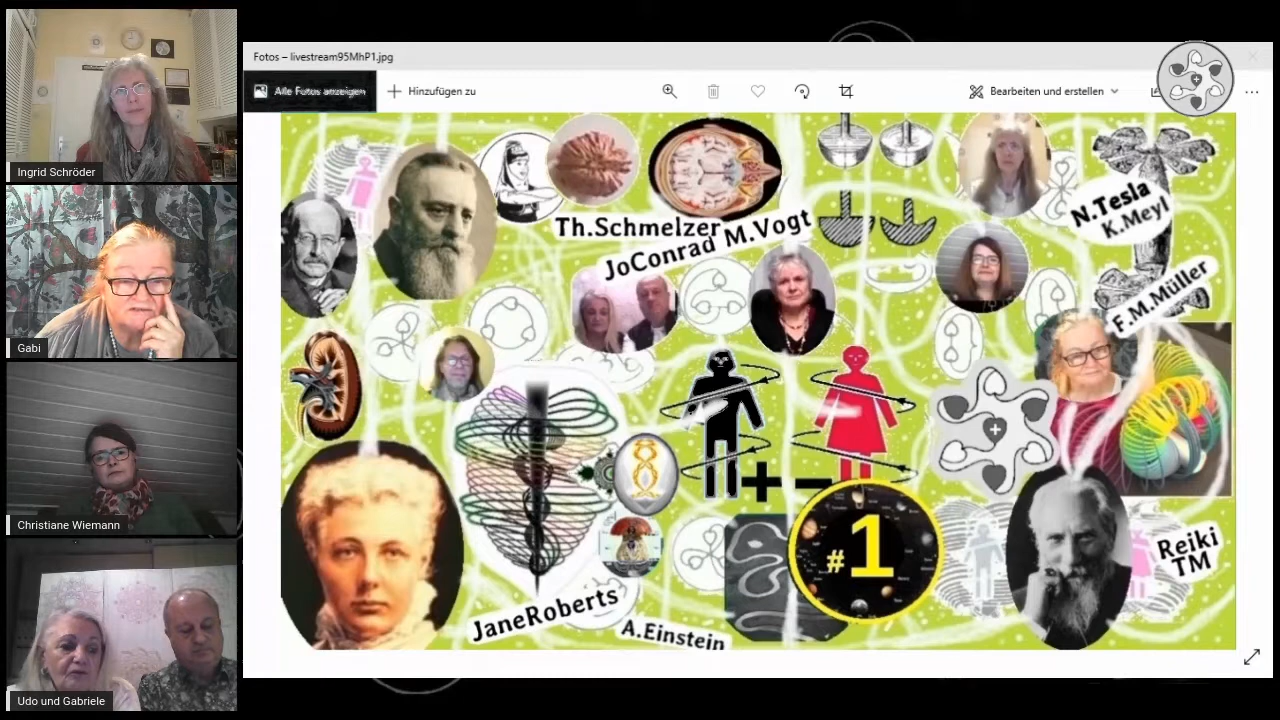 Ingrid Schröder
Gabi
Christiane Wiemann
Udo und Gabriele
Fotos – livestream95MhP1.jpg
Alle Fotos anzeigen
Hinzufügen zu
Bearbeiten und erstellen
Th.Schmelzer
JoConrad M.Vogt
N.Tesla
K.Meyl
F.M.Müller
#1
JaneRoberts
A.Einstein
Reiki
TM